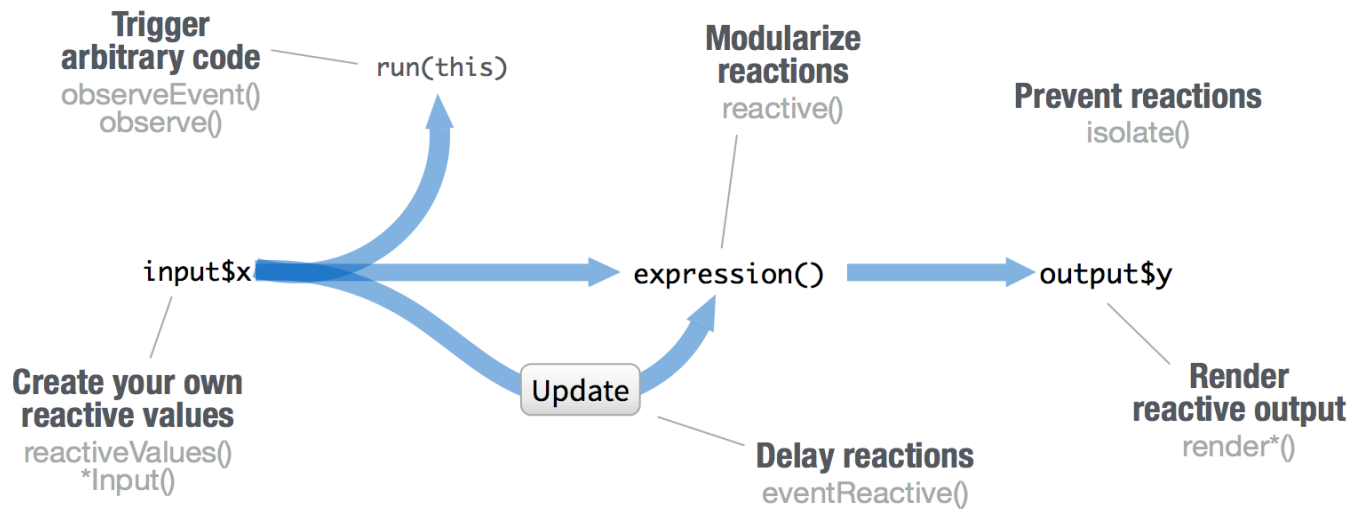 Trigger
arbitrary code
observeEvent()
observe()
run(this)
Modularize
reactions
reactive()
Prevent reactions
isolate()
input$x
expression()
output$y
Create your own
reactive values
reactiveValues()
*Input()
Update
Delay reactions
eventReactive()
Render
reactive output
render*()